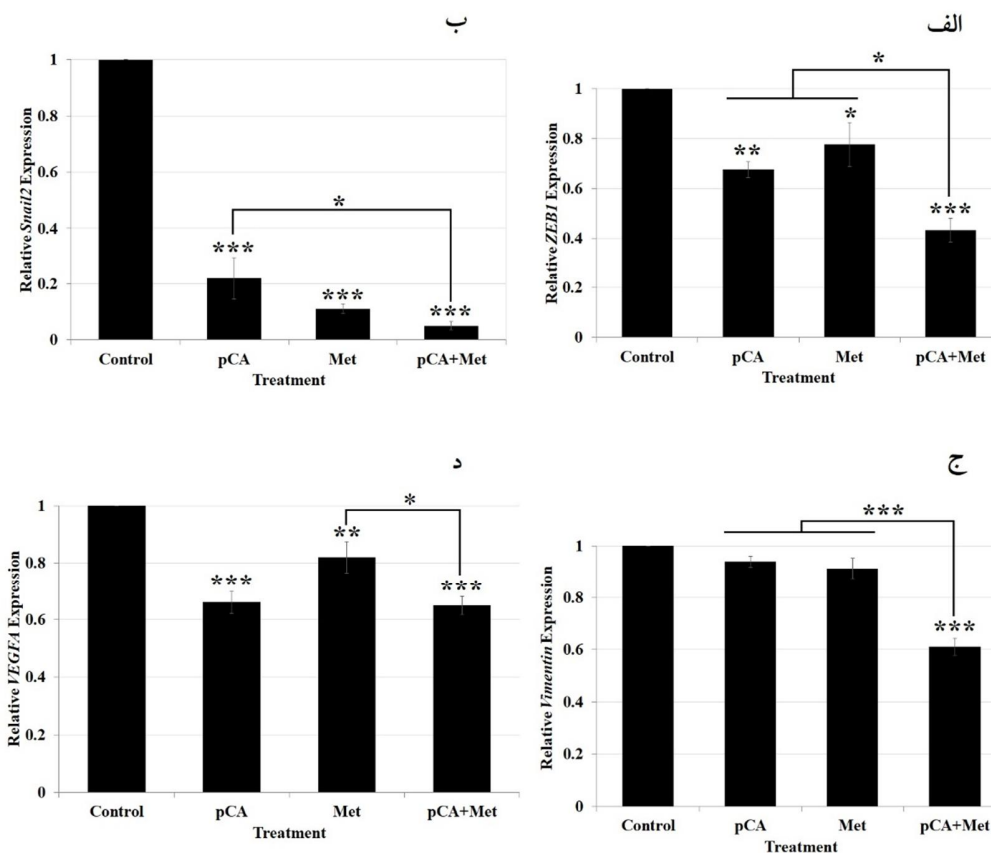 ب
Relative Snail2 Expression
1
0.8
0.6
0.4
0.2
0
***
***
***
*
Control pCA Met pCA+Met
Treatment
الف
Relative ZEB1 Expression
1
0.8
0.6
0.4
0.2
0
**
*
***
*
Control pCA Met pCA+Met
Treatment
د
Relative VEGFA Expression
1
0.8
0.6
0.4
0.2
0
***
**
***
*
Control pCA Met pCA+Met
Treatment
ج
Relative Vimentin Expression
1
0.8
0.6
0.4
0.2
0
***
***
Control pCA Met pCA+Met
Treatment